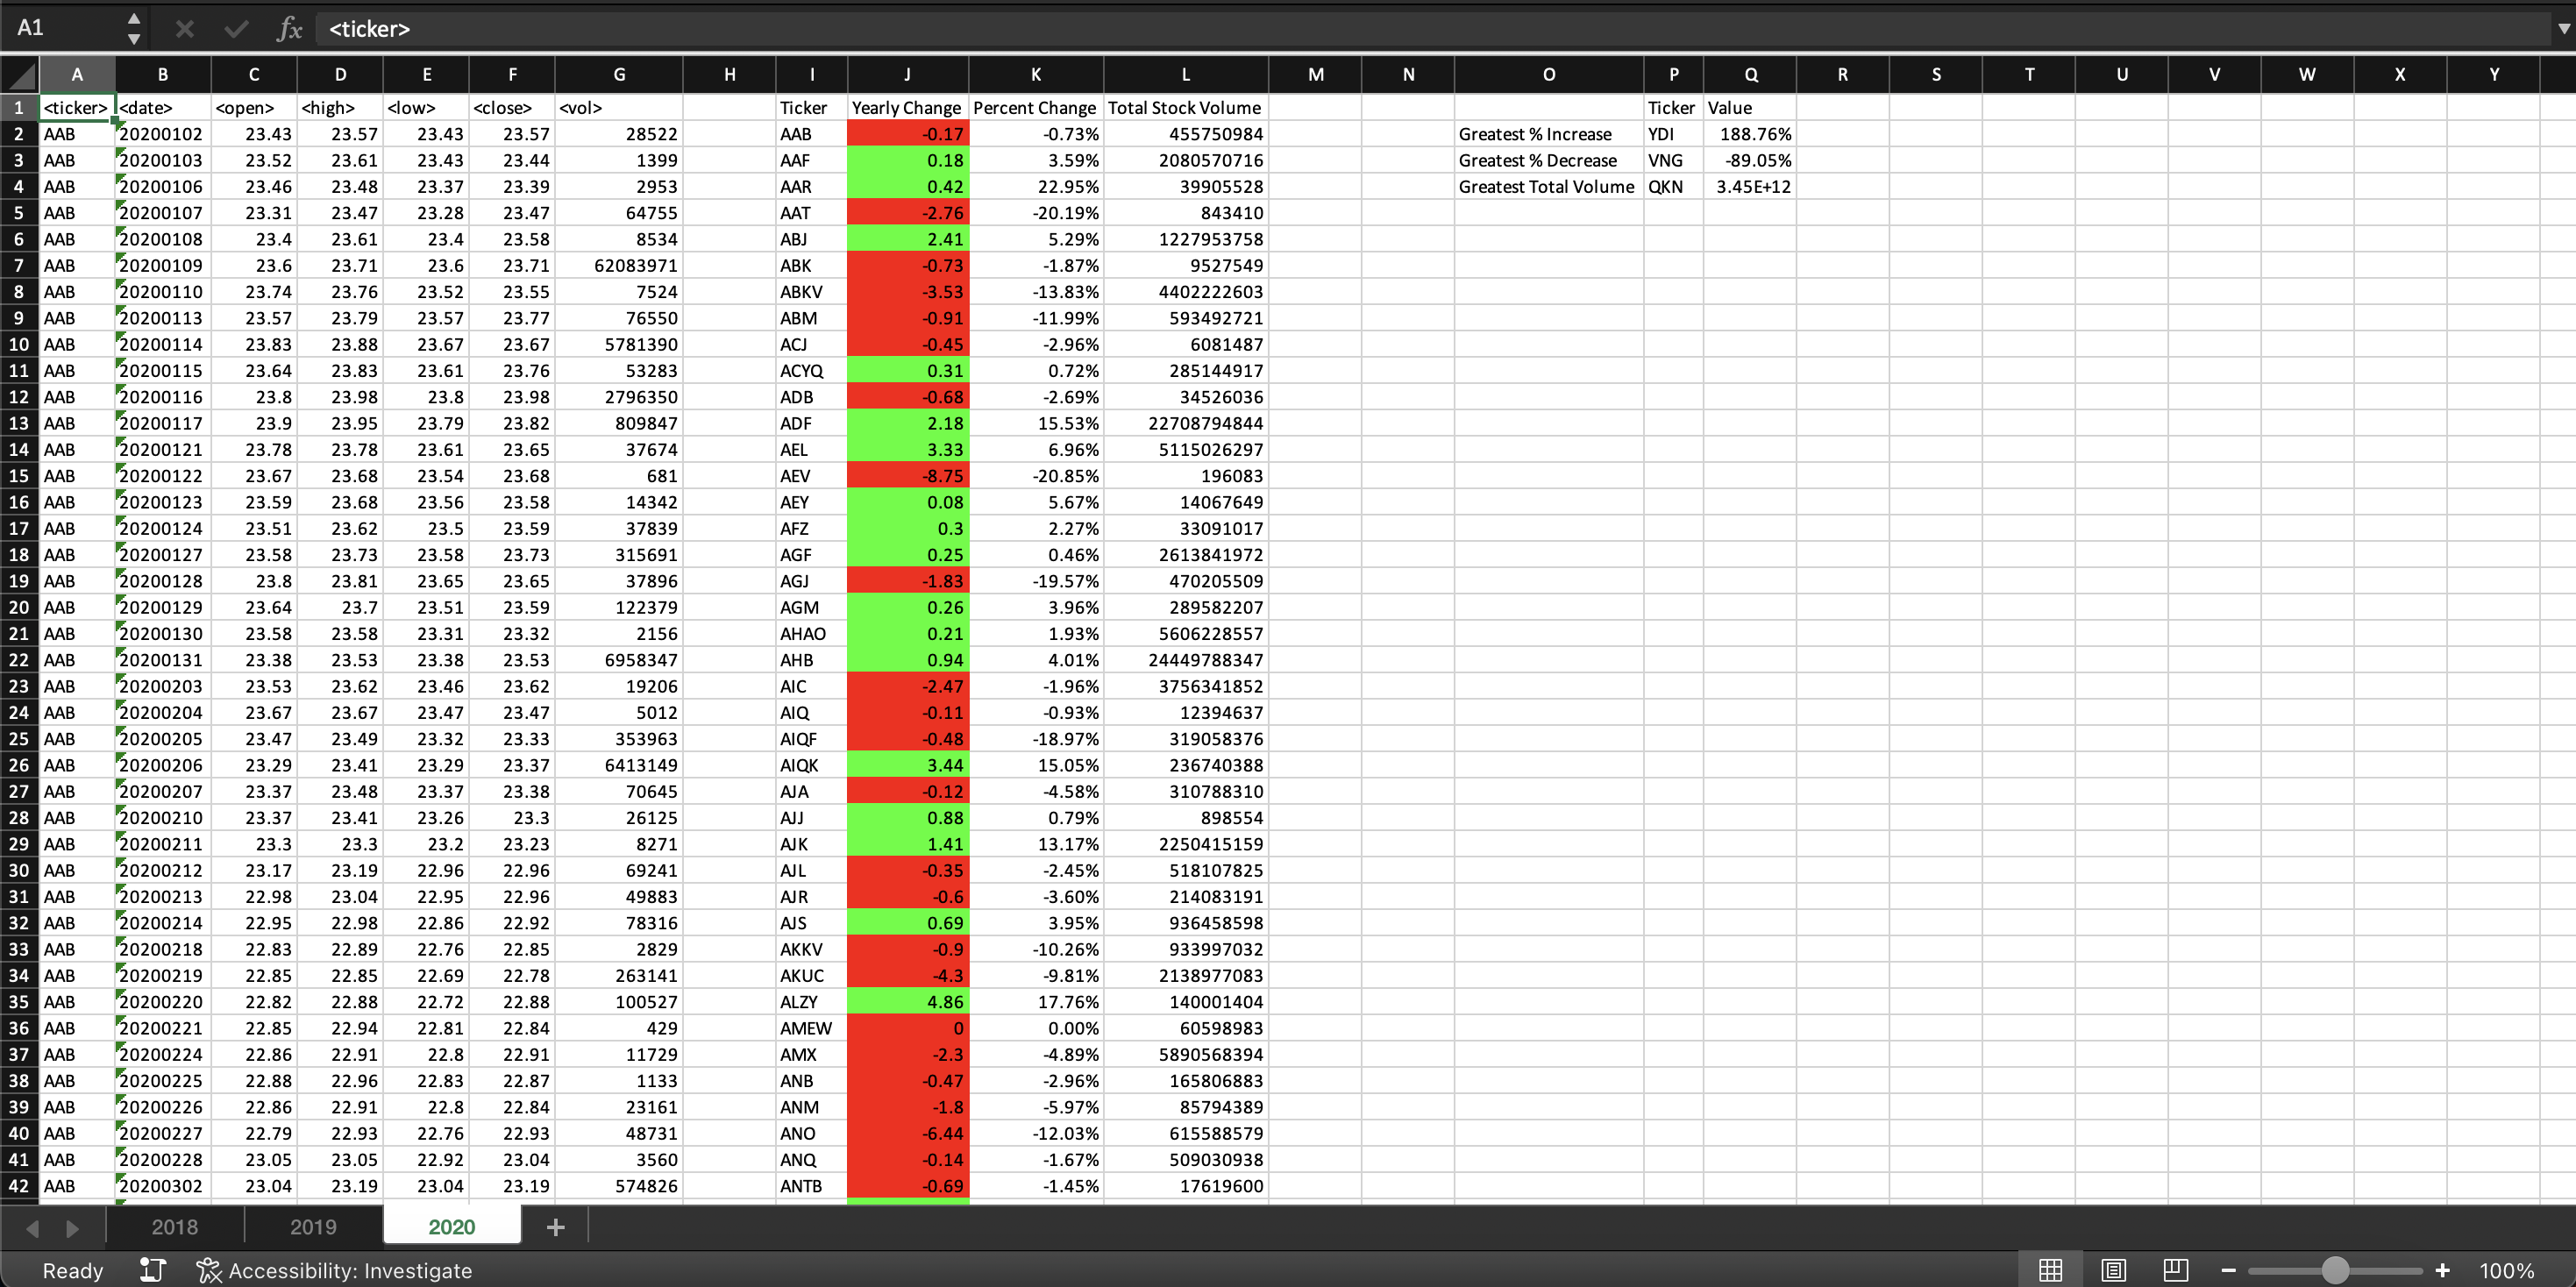 A1 fx <ticker>
A B C D E F G H I J K L M N O P Q R S T U V W X Y
1 <ticker> <date> <open> <high> <low> <close> <vol> Ticker Yearly Change Percent Change Total Stock Volume Ticker Value
2 AAB 20200102 23.43 23.57 23.43 23.57 28522 AAB -0.17 -0.73% 455750984 Greatest % Increase YDI 188.76%
3 AAB 20200103 23.52 23.61 23.43 23.44 1399 AAF 0.18 3.59% 2080570716 Greatest % Decrease VNG -89.05%
4 AAB 20200106 23.46 23.48 23.37 23.39 2953 AAR 0.42 22.95% 39905528 Greatest Total Volume QKN 3.45E+12
5 AAB 20200107 23.31 23.47 23.28 23.47 64755 AAT -2.76 -20.19% 843410
6 AAB 20200108 23.4 23.61 23.4 23.58 8534 ABJ 2.41 5.29% 1227953758
7 AAB 20200109 23.6 23.71 23.6 23.71 62083971 ABK -0.73 -1.87% 9527549
8 AAB 20200110 23.74 23.76 23.52 23.55 7524 ABKV -3.53 -13.83% 4402222603
9 AAB 20200113 23.57 23.79 23.57 23.77 76550 ABM -0.91 -11.99% 593492721
10 AAB 20200114 23.83 23.88 23.67 23.67 5781390 ACJ -0.45 -2.96% 6081487
11 AAB 20200115 23.64 23.83 23.61 23.76 53283 ACYQ 0.31 0.72% 285144917
12 AAB 20200116 23.8 23.98 23.8 23.98 2796350 ADB -0.68 -2.69% 34526036
13 AAB 20200117 23.9 23.95 23.79 23.82 809847 ADF 2.18 15.53% 22708794844
14 AAB 20200121 23.78 23.78 23.61 23.65 37674 AEL 3.33 6.96% 5115026297
15 AAB 20200122 23.67 23.68 23.54 23.68 681 AEV -8.75 -20.85% 196083
16 AAB 20200123 23.59 23.68 23.56 23.58 14342 AEY 0.08 5.67% 14067649
17 AAB 20200124 23.51 23.62 23.5 23.59 37839 AFZ 0.3 2.27% 33091017
18 AAB 20200127 23.58 23.73 23.58 23.73 315691 AGF 0.25 0.46% 2613841972
19 AAB 20200128 23.8 23.81 23.65 23.65 37896 AGJ -1.83 -19.57% 470205509
20 AAB 20200129 23.64 23.7 23.51 23.59 122379 AGM 0.26 3.96% 289582207
21 AAB 20200130 23.58 23.58 23.31 23.32 2156 AHAO 0.21 1.93% 5606228557
22 AAB 20200131 23.38 23.53 23.38 23.53 6958347 AHB 0.94 4.01% 24449788347
23 AAB 20200203 23.53 23.62 23.46 23.62 19206 AIC -2.47 -1.96% 3756341852
24 AAB 20200204 23.67 23.67 23.47 23.47 5012 AIQ -0.11 -0.93% 12394637
25 AAB 20200205 23.47 23.49 23.32 23.33 353963 AIQF -0.48 -18.97% 319058376
26 AAB 20200206 23.29 23.41 23.29 23.37 6413149 AIQK 3.44 15.05% 236740388
27 AAB 20200207 23.37 23.48 23.37 23.38 70645 AJA -0.12 -4.58% 310788310
28 AAB 20200210 23.37 23.41 23.26 23.3 26125 AJJ 0.88 0.79% 898554
29 AAB 20200211 23.3 23.3 23.2 23.23 8271 AJK 1.41 13.17% 2250415159
30 AAB 20200212 23.17 23.19 22.96 22.96 69241 AJL -0.35 -2.45% 518107825
31 AAB 20200213 22.98 23.04 22.95 22.96 49883 AJR -0.6 -3.60% 214083191
32 AAB 20200214 22.95 22.98 22.86 22.92 78316 AJS 0.69 3.95% 936458598
33 AAB 20200218 22.83 22.89 22.76 22.85 2829 AKKV -0.9 -10.26% 933997032
34 AAB 20200219 22.85 22.85 22.69 22.78 263141 AKUC -4.3 -9.81% 2138977083
35 AAB 20200220 22.82 22.88 22.72 22.88 100527 ALZY 4.86 17.76% 140001404
36 AAB 20200221 22.85 22.94 22.81 22.84 429 AMEW 0 0.00% 60598983
37 AAB 20200224 22.86 22.91 22.8 22.91 11729 AMX -2.3 -4.89% 5890568394
38 AAB 20200225 22.88 22.96 22.83 22.87 1133 ANB -0.47 -2.96% 165806883
39 AAB 20200226 22.86 22.91 22.8 22.84 23161 ANM -1.8 -5.97% 85794389
40 AAB 20200227 22.79 22.93 22.76 22.93 48731 ANO -6.44 -12.03% 615588579
41 AAB 20200228 23.05 23.05 22.92 23.04 3560 ANQ -0.14 -1.67% 509030938
42 AAB 20200302 23.04 23.19 23.04 23.19 574826 ANTB -0.69 -1.45% 17619600
2018 2019 2020 +
Ready Accessibility: Investigate 100%